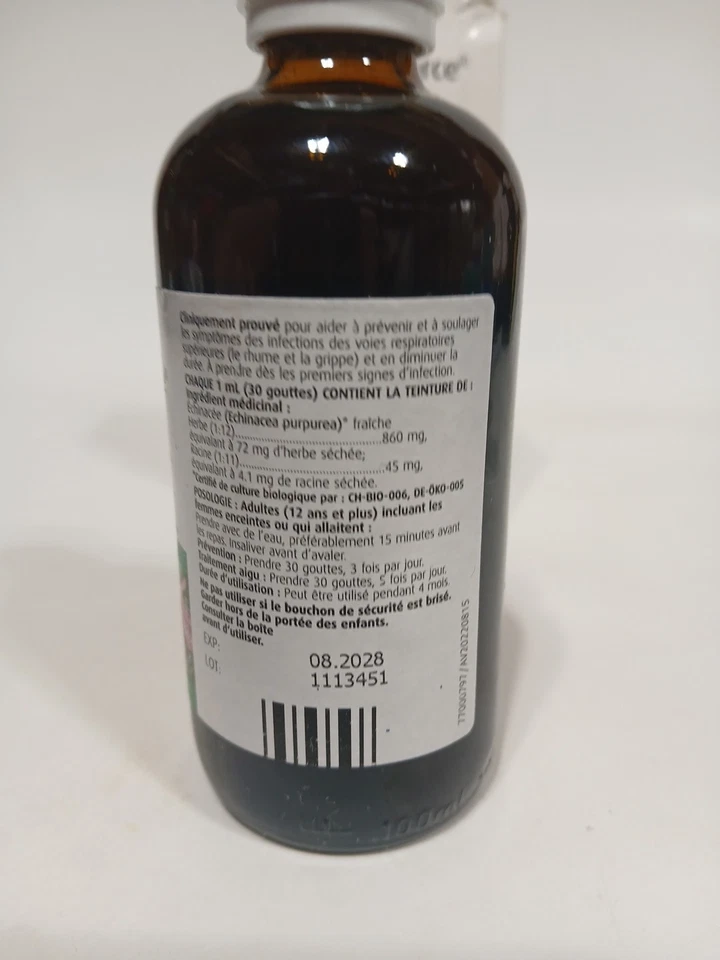 rce
Cliniquement prouvé pour aider à prévenir et à soulager
les symptômes des infections des voies respiratoires
supérieures (le rhume et la grippe) et en diminuer la
durée. À prendre dès les premiers signes d'infection.
CHAQUE 1 mL (30 gouttes) CONTIENT LA TEINTURE DE :
Ingrédient médicinal :
Échinacée (Echinacea purpurea)* fraîche
Herbe (1:12)..........860 mg,
équivalant à 72 mg d'herbe séchée;
Racine (1:11)..........45 mg,
équivalant à 4.1 mg de racine séchée.
*Certifié de culture biologique par : CH-BIO-006, DE-ÖKO-005
POSOLOGIE : Adultes (12 ans et plus) incluant les
femmes enceintes ou qui allaitent :
Prendre avec de l'eau, préférablement 15 minutes avant
les repas. Insaliver avant d'avaler.
Prévention : Prendre 30 gouttes, 3 fois par jour.
Traitement aigu : Prendre 30 gouttes, 5 fois par jour.
Durée d'utilisation : Peut être utilisé pendant 4 mois.
Ne pas utiliser si le bouchon de sécurité est brisé.
Garder hors de la portée des enfants.
Consulter la boîte
avant d'utiliser.
EXP: 08.2028
LOT: 1113451
77000797/AV20220815
100ml